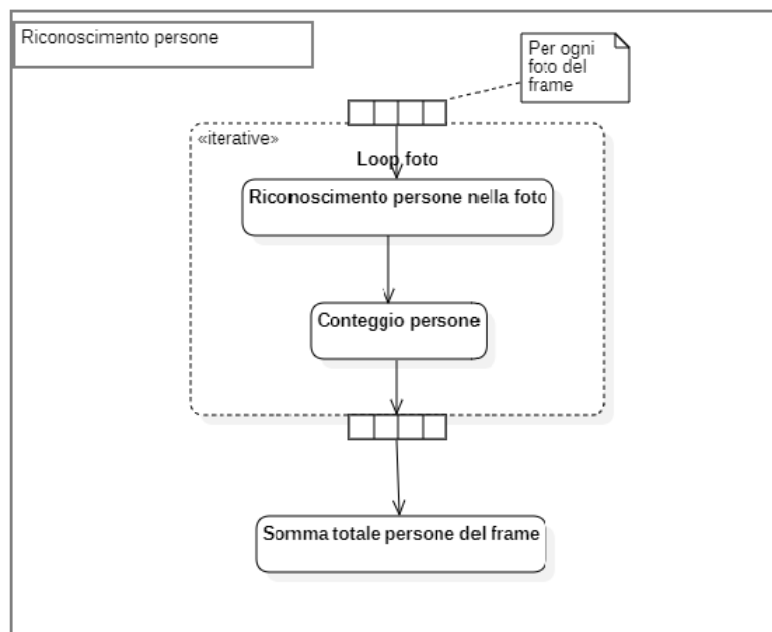 Riconoscimento persone
Per ogni
foto del
frame
«iterative»
Loop foto
Riconoscimento persone nella foto
Conteggio persone
Somma totale persone del frame